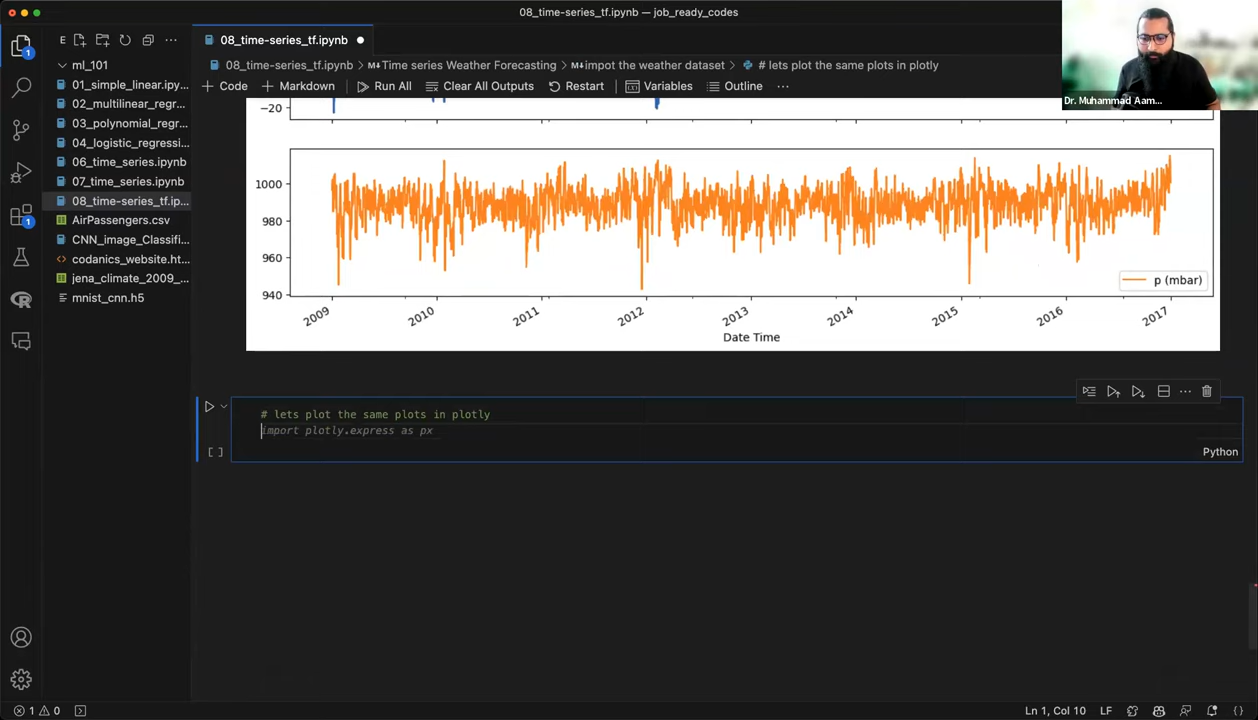 08_time-series_tf.ipynb — job_ready_codes
E
08_time-series_tf.ipynb
1
ml_101
08_time-series_tf.ipynb > Time series Weather Forecasting > impot the weather dataset > # lets plot the same plots in plotly
01_simple_linear.ipy...
Code
Markdown
Run All
Clear All Outputs
Restart
Variables
Outline
...
02_multilinear_regr...
03_polynomial_regr...
04_logistic_regressi...
06_time_series.ipynb
07_time_series.ipynb
08_time-series_tf.ip...
AirPassengers.csv
1
CNN_image_Classifi...
codanics_website.ht...
jena_climate_2009_...
mnist_cnn.h5
Dr. Muhammad Aam...
−20
1000
980
960
940
p (mbar)
2009
2010
2011
2012
2013
2014
2015
2016
2017
Date Time
# lets plot the same plots in plotly
import plotly.express as px
[ ]
Python
1 0
Ln 1, Col 10
LF